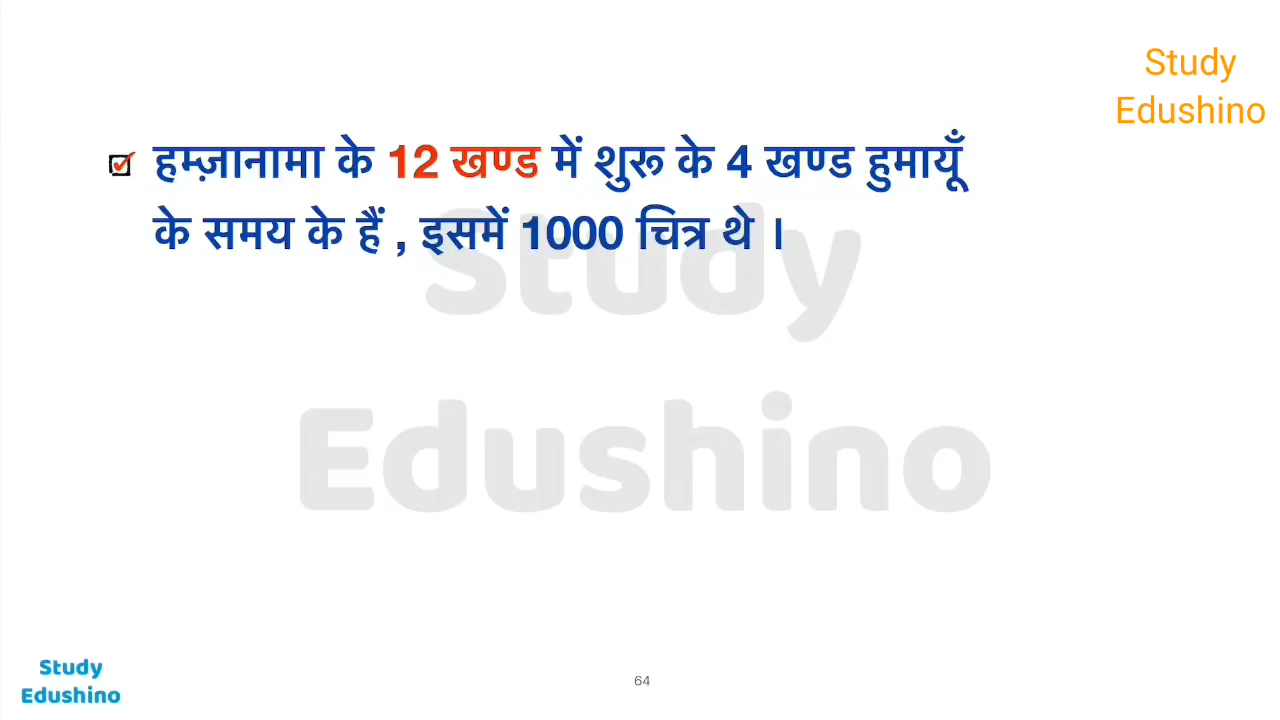 Study
Edushino
हम्ज़ानामा के 12 खण्ड में शुरू के 4 खण्ड हुमायूँ
के समय के हैं , इसमें 1000 चित्र थे ।
Study
Edushino
Study
Edushino
64